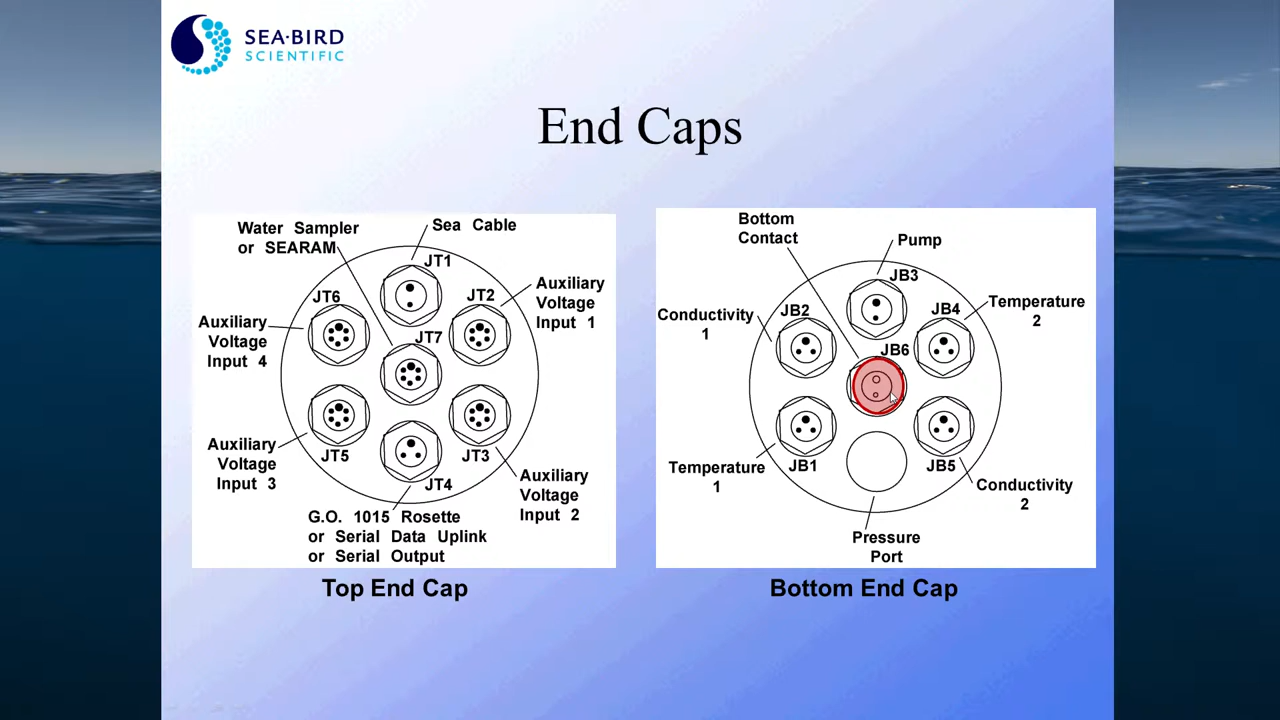 SEA·BIRD
SCIENTIFIC
End Caps
Water Sampler
or SEARAM
Sea Cable
JT1
JT6
JT2
Auxiliary
Voltage
Input 1
Auxiliary
Voltage
Input 4
JT7
Auxiliary
Voltage
Input 3
JT5
JT3
JT4
Auxiliary
Voltage
Input 2
G.O. 1015 Rosette
or Serial Data Uplink
or Serial Output
Top End Cap
Bottom
Contact
Pump
JB3
Conductivity
1
JB2
JB4
Temperature
2
JB6
Temperature
1
JB1
JB5
Conductivity
2
Pressure
Port
Bottom End Cap